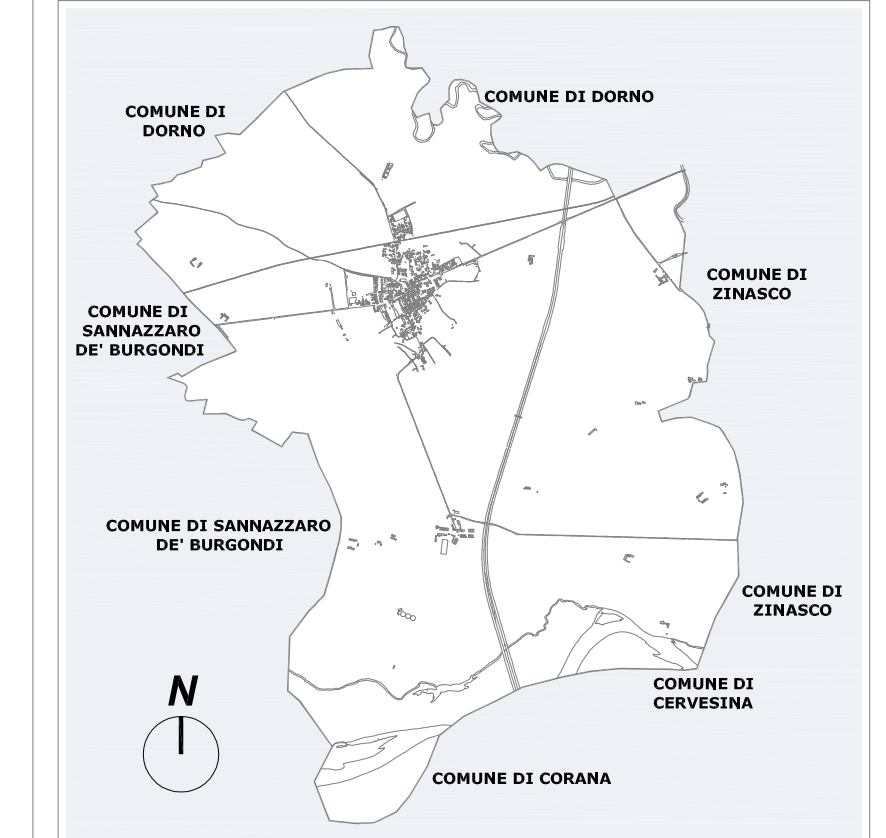 COMUNE DI
DORNO
COMUNE DI DORNO
COMUNE DI
ZINASCO
COMUNE DI
SANNAZZARO
DE' BURGONDI
COMUNE DI SANNAZZARO
DE' BURGONDI
COMUNE DI
ZINASCO
COMUNE DI
CERVESINA
N
COMUNE DI CORANA